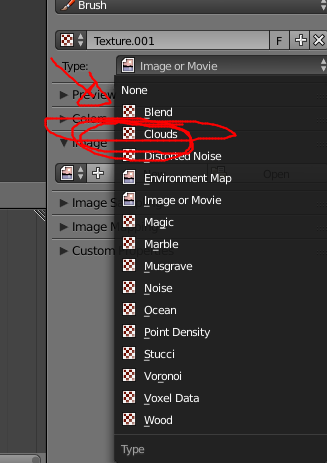 Brush
Texture.001 F
Type: Image or Movie
None
Preview
Blend
Colors
Clouds
Image
Distorted Noise
Environment Map
Open
Image or Movie
Image S
Magic
Image M
Marble
Custom
Musgrave
Noise
Ocean
Point Density
Stucci
Voronoi
Voxel Data
Wood
Type